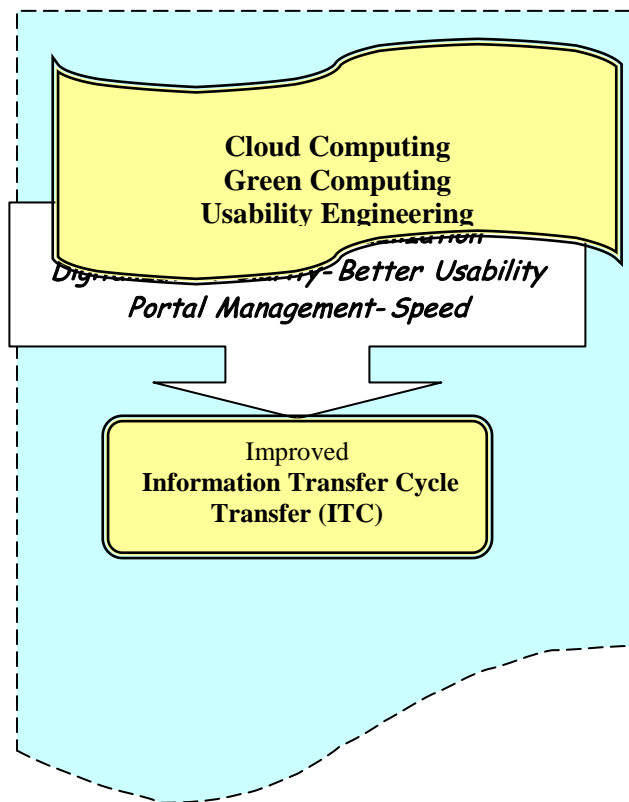 Cloud Computing
Green Computing
Usability Engineering
Better Usability
Portal Management-Speed
Improved
Information Transfer Cycle
Transfer (ITC)